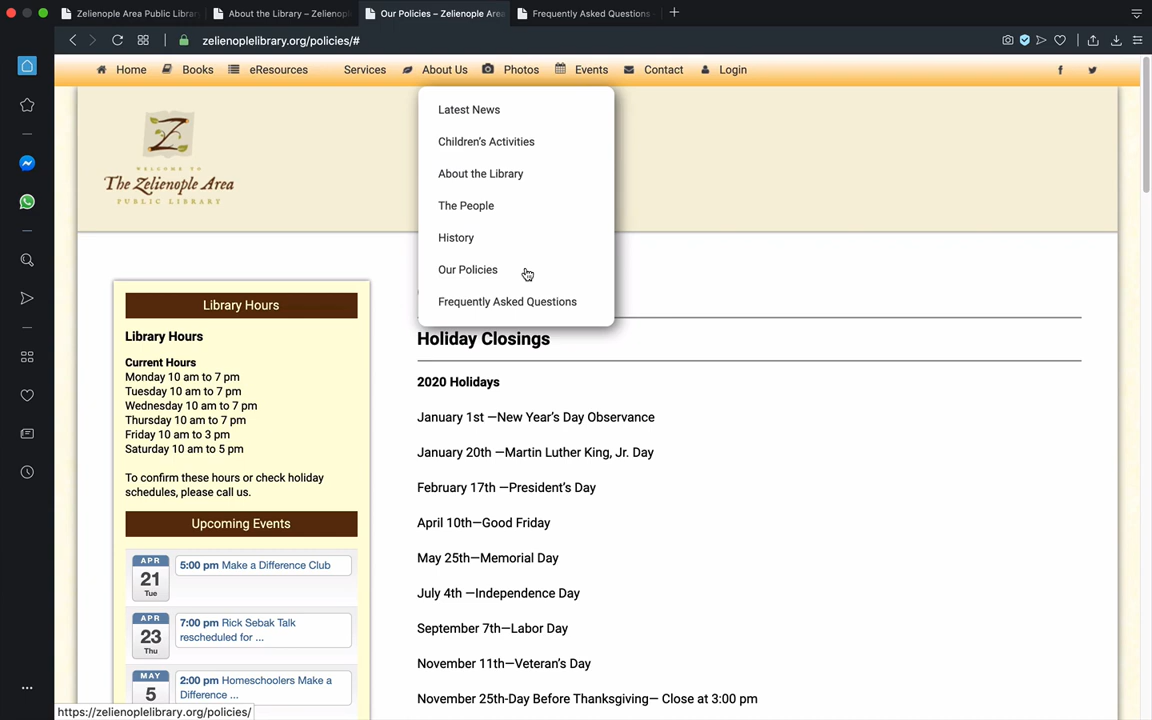 Zelienople Area Public Librar
About the Library – Zelienopl
Our Policies – Zelienople Area
Frequently Asked Questions
zelienoplelibrary.org/policies/#
Home Books eResources Services About Us Photos Events Contact Login
Latest News
Children's Activities
About the Library
The People
History
Our Policies
Frequently Asked Questions
Z
WELCOME TO
The Zelienople Area
PUBLIC LIBRARY
Library Hours
Library Hours
Current Hours
Monday 10 am to 7 pm
Tuesday 10 am to 7 pm
Wednesday 10 am to 7 pm
Thursday 10 am to 7 pm
Friday 10 am to 3 pm
Saturday 10 am to 5 pm
To confirm these hours or check holiday
schedules, please call us.
Upcoming Events
APR
21
Tue
5:00 pm Make a Difference Club
APR
23
Thu
7:00 pm Rick Sebak Talk
rescheduled for ...
MAY
5
2:00 pm Homeschoolers Make a
Difference ...
Holiday Closings
2020 Holidays
January 1st —New Year's Day Observance
January 20th —Martin Luther King, Jr. Day
February 17th —President's Day
April 10th—Good Friday
May 25th—Memorial Day
July 4th —Independence Day
September 7th—Labor Day
November 11th—Veteran's Day
November 25th-Day Before Thanksgiving— Close at 3:00 pm
https://zelienoplelibrary.org/policies/